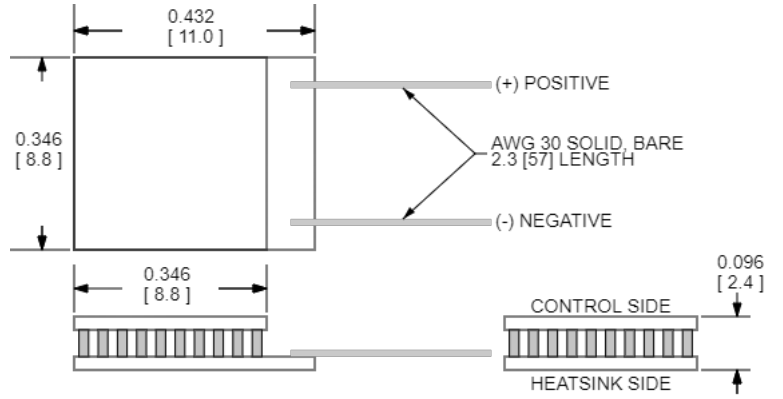 0.432
[ 11.0 ]
(+) POSITIVE
0.346
[ 8.8 ]
AWG 30 SOLID, BARE
2.3 [57] LENGTH
(-) NEGATIVE
0.346
[ 8.8 ]
0.096
[ 2.4 ]
CONTROL SIDE
HEATSINK SIDE